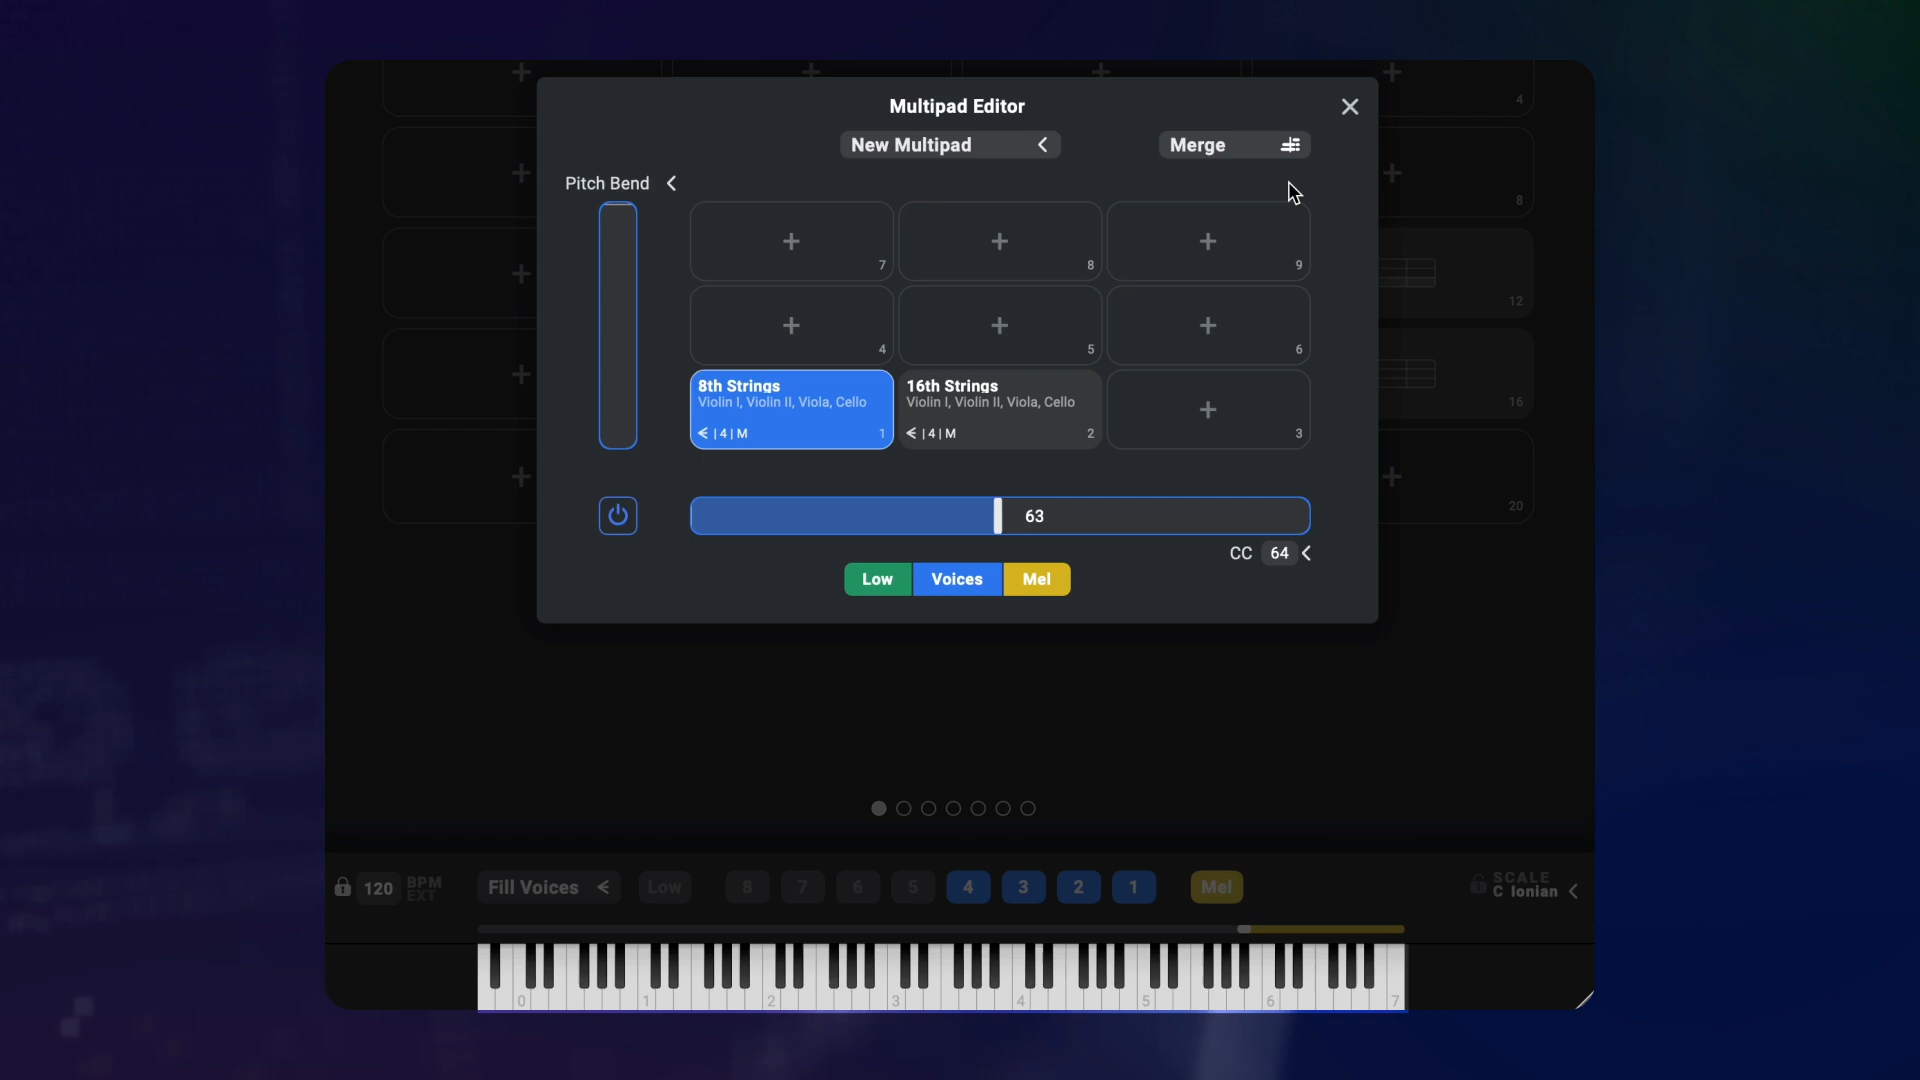 Multipad Editor
New Multipad
Merge
4
Pitch Bend
8
7
8
9
12
4
5
6
8th Strings
Violin I, Violin II, Viola, Cello
| 4 | M
1
16th Strings
Violin I, Violin II, Viola, Cello
| 4 | M
2
3
16
63
20
CC 64
Low
Voices
Mel
120
BPM
EXT
Fill Voices
Low
8
7
6
5
4
3
2
1
Mel
SCALE
C Ionian
0
1
2
3
4
5
6
7